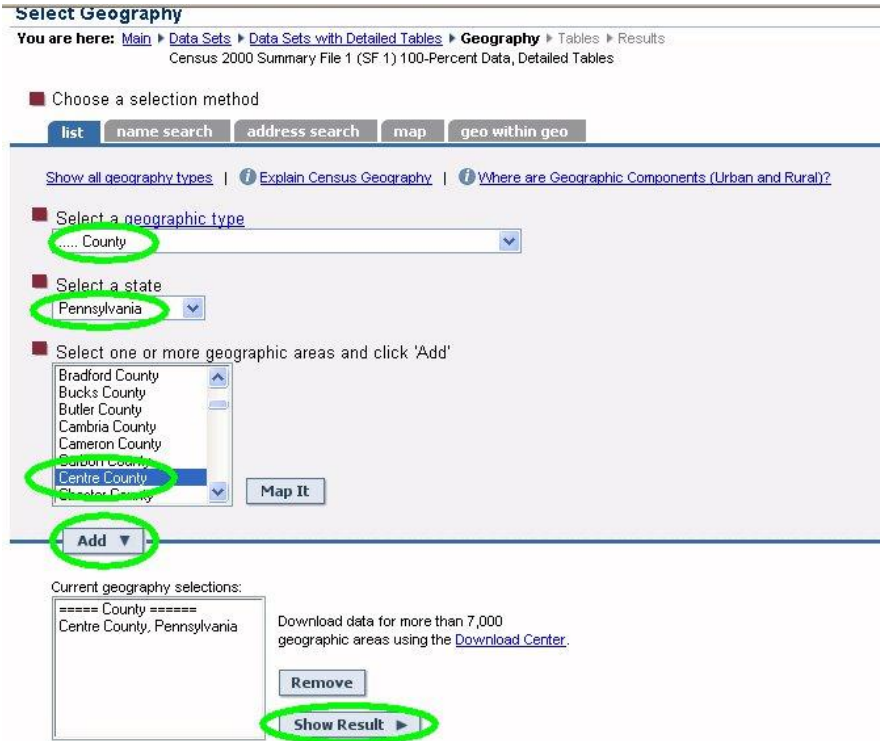 Select Geography
You are here: Main ▶ Data Sets ▶ Data Sets with Detailed Tables ▶ Geography ▶ Tables ▶ Results
Census 2000 Summary File 1 (SF 1) 100-Percent Data, Detailed Tables
Choose a selection method
list name search address search map geo within geo
Show all geography types | i Explain Census Geography | i Where are Geographic Components (Urban and Rural)?
Select a geographic type
..... County
Select a state
Pennsylvania
Select one or more geographic areas and click 'Add'
Bradford County
Bucks County
Butler County
Cambria County
Cameron County
Carbon County
Centre County
Chester County
Map It
Add ▼
Current geography selections:
===== County ======
Centre County, Pennsylvania
Download data for more than 7,000
geographic areas using the Download Center.
Remove
Show Result ▶